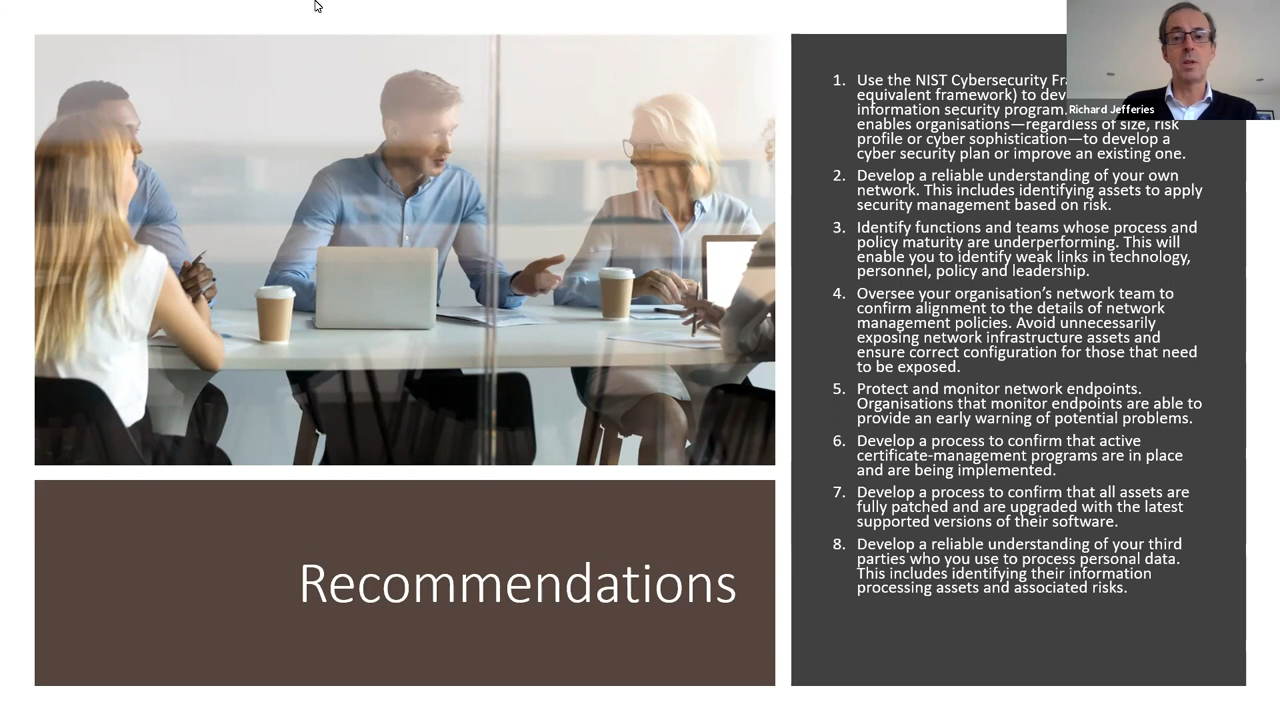 1. Use the NIST Cybersecurity
equivalent framework) to
information security program.
enables organisations—regardless of size, risk
profile or cyber sophistication—to develop a
cyber security plan or improve an existing one.
2. Develop a reliable understanding of your own
network. This includes identifying assets to apply
security management based on risk.
3. Identify functions and teams whose process and
policy maturity are underperforming. This will
enable you to identify weak links in technology,
personnel, policy and leadership.
4. Oversee your organisation’s network team to
confirm alignment to the details of network
management policies. Avoid unnecessarily
exposing network infrastructure assets and
ensure correct configuration for those that need
to be exposed.
5. Protect and monitor network endpoints.
Organisations that monitor endpoints are able to
provide an early warning of potential problems.
6. Develop a process to confirm that active
certificate-management programs are in place
and are being implemented.
7. Develop a process to confirm that all assets are
fully patched and are upgraded with the latest
supported versions of their software.
8. Develop a reliable understanding of your third
parties who you use to process personal data.
This includes identifying their information
processing assets and associated risks.
Richard Jefferies
Recommendations